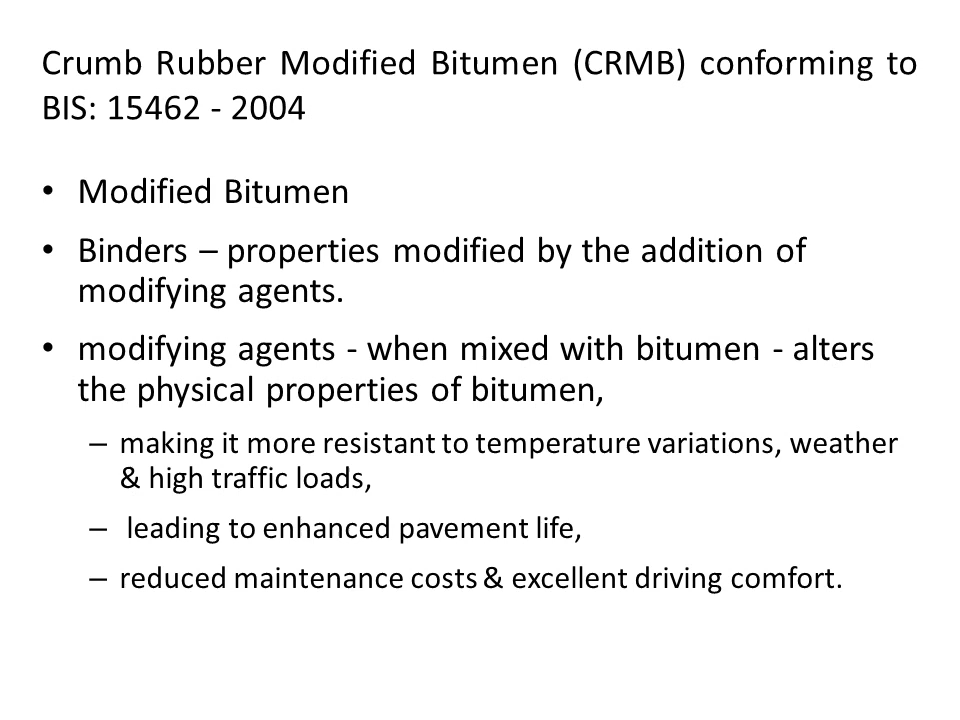 Crumb Rubber Modified Bitumen (CRMB) conforming to
BIS: 15462 - 2004
• Modified Bitumen
• Binders – properties modified by the addition of
modifying agents.
• modifying agents - when mixed with bitumen - alters
the physical properties of bitumen,
– making it more resistant to temperature variations, weather
& high traffic loads,
– leading to enhanced pavement life,
– reduced maintenance costs & excellent driving comfort.